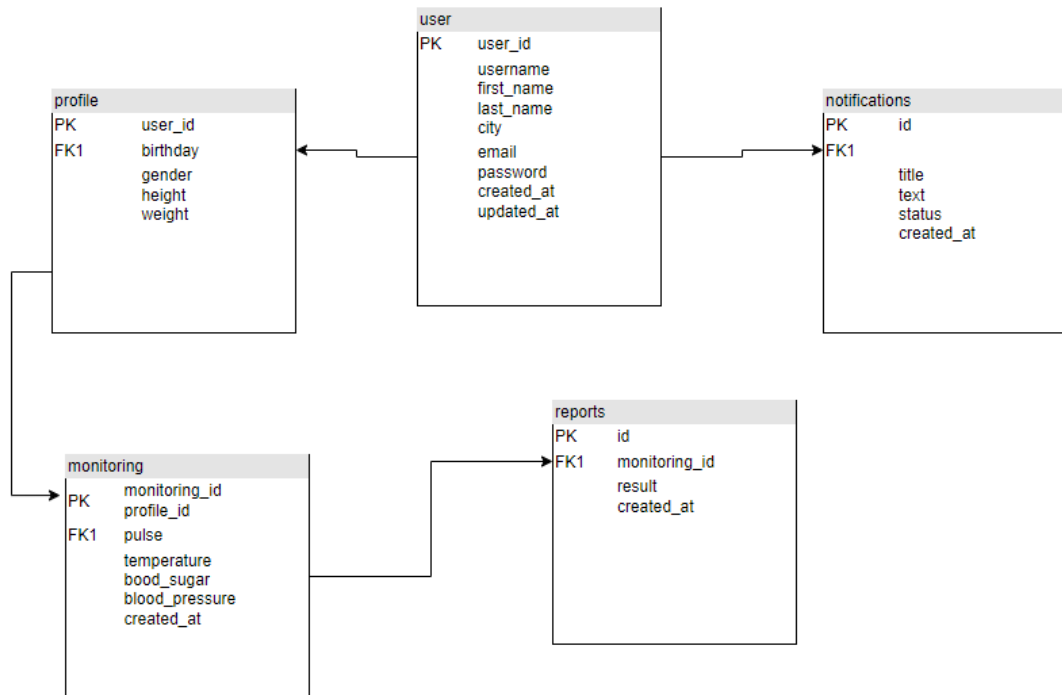 user
PK user_id
username
first_name
last_name
city
email
password
created_at
updated_at
profile
PK user_id
FK1 birthday
gender
height
weight
notifications
PK id
FK1
title
text
status
created_at
monitoring
PK monitoring_id
profile_id
FK1 pulse
temperature
bood_sugar
blood_pressure
created_at
reports
PK id
FK1 monitoring_id
result
created_at